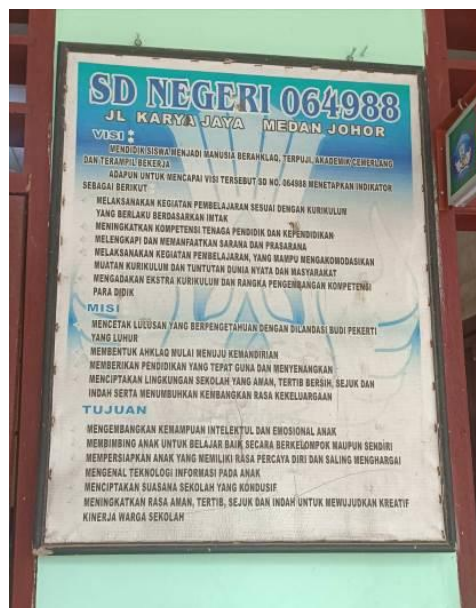 SD NEGERI 064988
JL KARYA JAYA MEDAN JOHOR
VISI :
MENDIDIK SISWA MENJADI MANUSIA BERAHKLAQ, TERPUJI, AKADEMIK CEWERLANG
DAN TERAMPIL BEKERJA
ADAPUN UNTUK MENCAPAI VISI TERSEBUT SD NO. 064988 MENETAPKAN INDIKATOR
SEBAGAI BERIKUT :
MELAKSANAKAN KEGIATAN PEMBELAJARAN SESUAI DENGAN KURIKULUM
YANG BERLAKU BERDASARKAN IMTAK
MENINGKATKAN KOMPETENSI TENAGA PENDIDIK DAN KEPENDIDIKAN
MELENGKAPI DAN MEMANFAATKAN SARANA DAN PRASARANA
MELAKSANAKAN KEGIATAN PEMBELAJARAN, YANG MAMPU MENGAKOMODASIKAN
MUATAN KURIKULUM DAN TUNTUTAN DUNIA NYATA DAN MASYARAKAT
MENGADAKAN EKSTRA KURIKULUM DAN RANGKA PENGEMBANGAN KOMPETENSI
PARA DIDIK
MISI
MENCETAK LULUSAN YANG BERPENGETAHUAN DENGAN DILANDASI BUDI PEKERTI
YANG LUHUR
MEMBENTUK AHKLAG MULAI MENUJU KEMANDIRIAN
MEMBERIKAN PENDIDIKAN YANG TEPAT GUNA DAN MENYENANGKAN
MENCIPTAKAN LINGKUNGAN SEKOLAH YANG AMAN, TERTIB BERSIH, SEJUK DAN
INDAH SERTA MENUMBUHKAN KEMBANGKAN RASA KEKELUARGAAN
TUJUAN
MENGEMBANGKAN KEMAMPUAN INTELEKTUL DAN EMOSIONAL ANAK
MEMBIMBING ANAK UNTUK BELAJAR BAIK SECARA BERKELOMPOK MAUPUN SENDIRI
MEMPERSIAPKAN ANAK YANG MEMILIKI RASA PERCAYA DIRI DAN SALING MENGHARGAI
MENGENAL TEKNOLOGI INFORMASI PADA ANAK
MENCIPTAKAN SUASANA SEKOLAH YANG KONDUSIF
MENINGKATKAN RASA AMAN, TERTIB, SEJUK DAN INDAH UNTUK MEWUJUDKAN KREATIF
KINERJA WARGA SEKOLAH